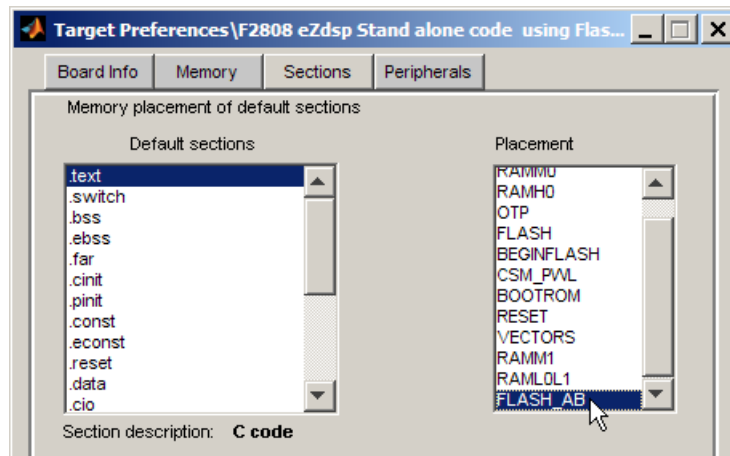 Target Preferences\F2808 eZdsp Stand alone code using Flas...
Board Info Memory Sections Peripherals
Memory placement of default sections
Default sections
.text
.switch
.bss
.ebss
.far
.cinit
.pinit
.const
.econst
.reset
.data
.cio
Placement
RAMM0
RAMH0
OTP
FLASH
BEGINFLASH
CSM_PWL
BOOTROM
RESET
VECTORS
RAMM1
RAML0L1
FLASH_AB
Section description: C code